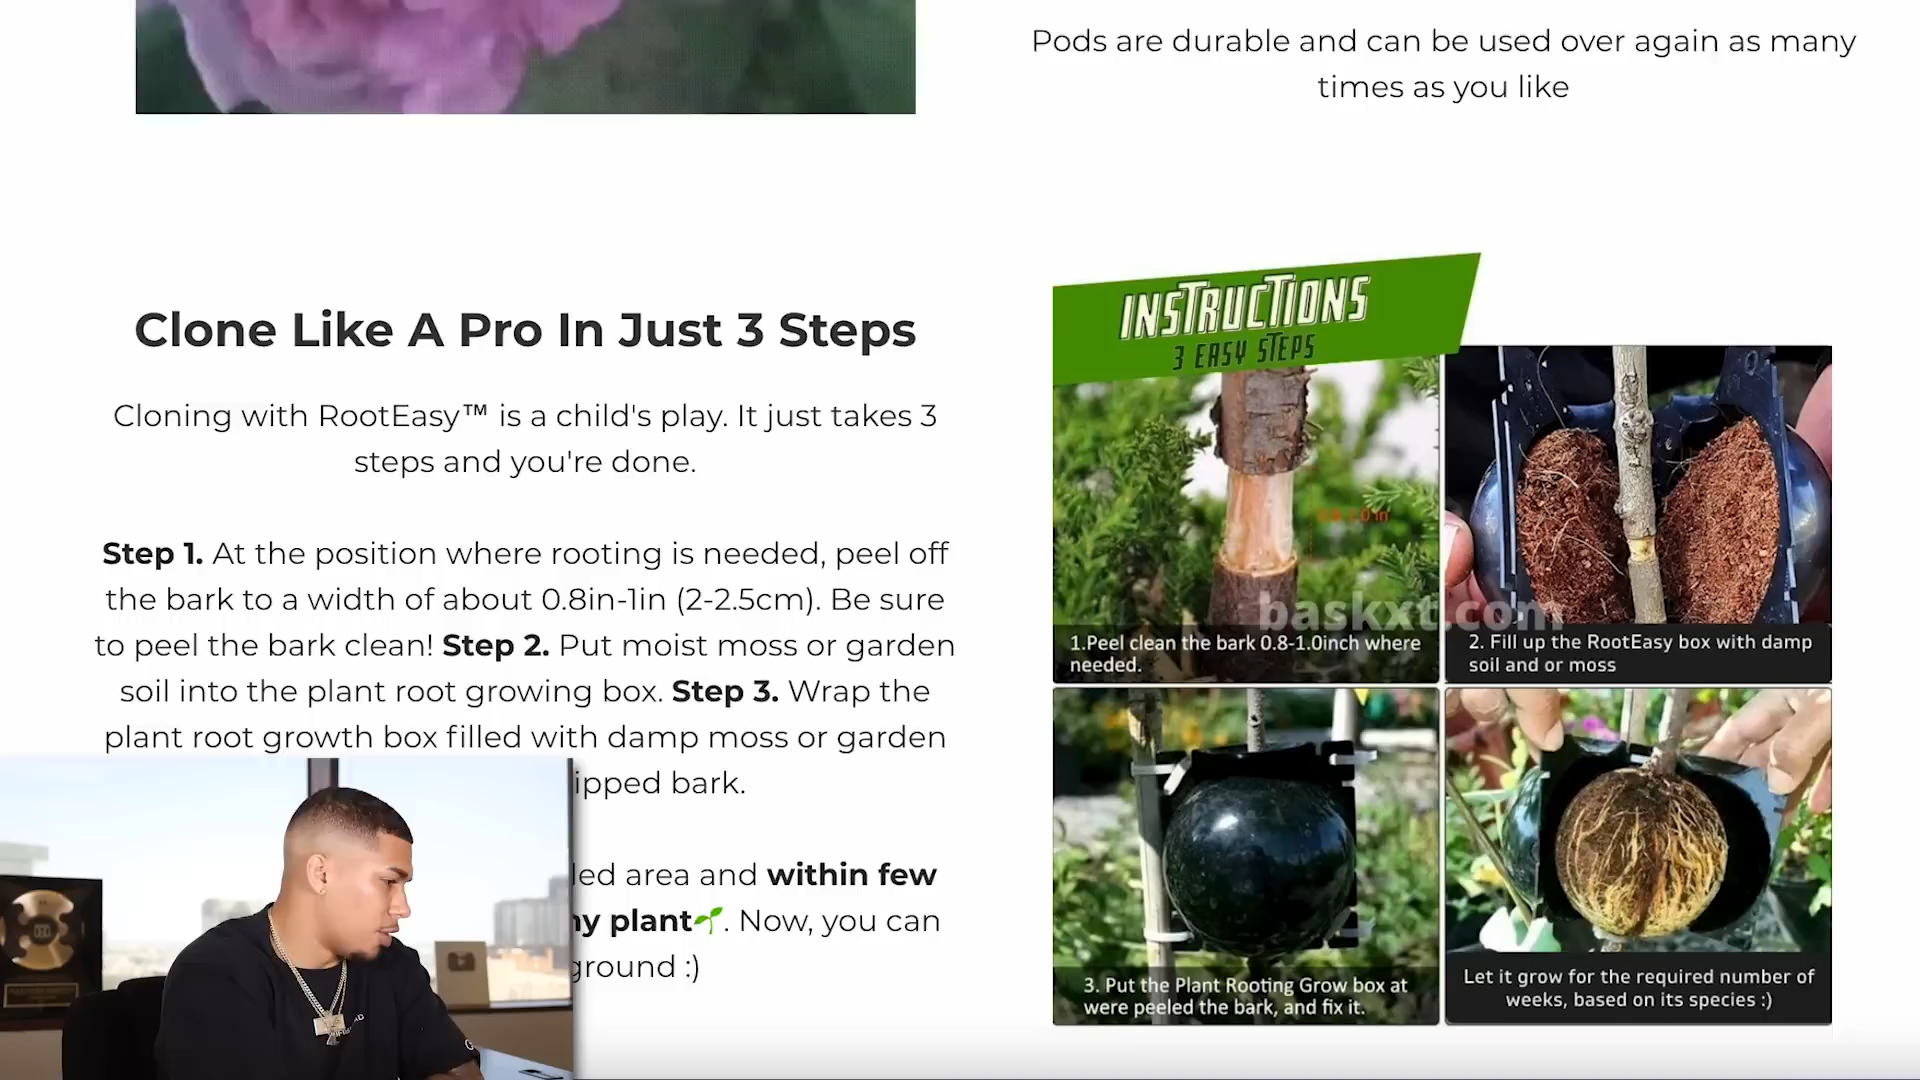 Pods are durable and can be used over again as many
times as you like
Clone Like A Pro In Just 3 Steps
Cloning with RootEasy™ is a child's play. It just takes 3
steps and you're done.
Step 1. At the position where rooting is needed, peel off
the bark to a width of about 0.8in-1in (2-2.5cm). Be sure
to peel the bark clean! Step 2. Put moist moss or garden
soil into the plant root growing box. Step 3. Wrap the
plant root growth box filled with damp moss or garden
ipped bark.
led area and within few
ny plant🌱. Now, you can
ground :)
INSTRUCTIONS
3 EASY STEPS
baskxt.com
1.Peel clean the bark 0.8-1.0inch where
needed.
2. Fill up the RootEasy box with damp
soil and or moss
3. Put the Plant Rooting Grow box at
were peeled the bark, and fix it.
Let it grow for the required number of
weeks, based on its species :)